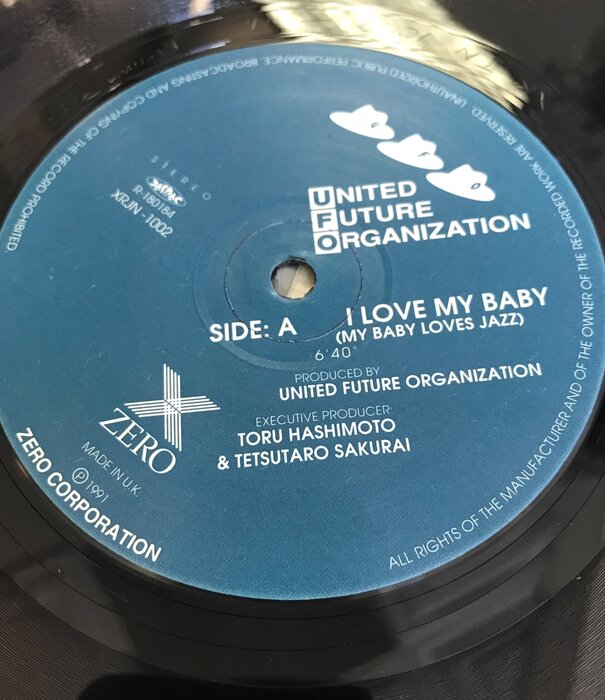 UNAUTHORIZED PUBLIC PERFORMANCE, BROADCASTING AND COPYING OF THE RECORD PROHIBITED.
ALL RIGHTS OF THE MANUFACTURER AND OF THE OWNER OF THE RECORDED WORK ARE RESERVED.
U F O
UNITED
FUTURE
ORGANIZATION
STEREO
JASRAC
R-180184
XRJN-1002
SIDE: A
I LOVE MY BABY
(MY BABY LOVES JAZZ)
6'40"
PRODUCED BY
UNITED FUTURE ORGANIZATION
EXECUTIVE PRODUCER:
TORU HASHIMOTO
& TETSUTARO SAKURAI
ZERO
MADE IN U.K.
Ⓟ 1991
ZERO CORPORATION